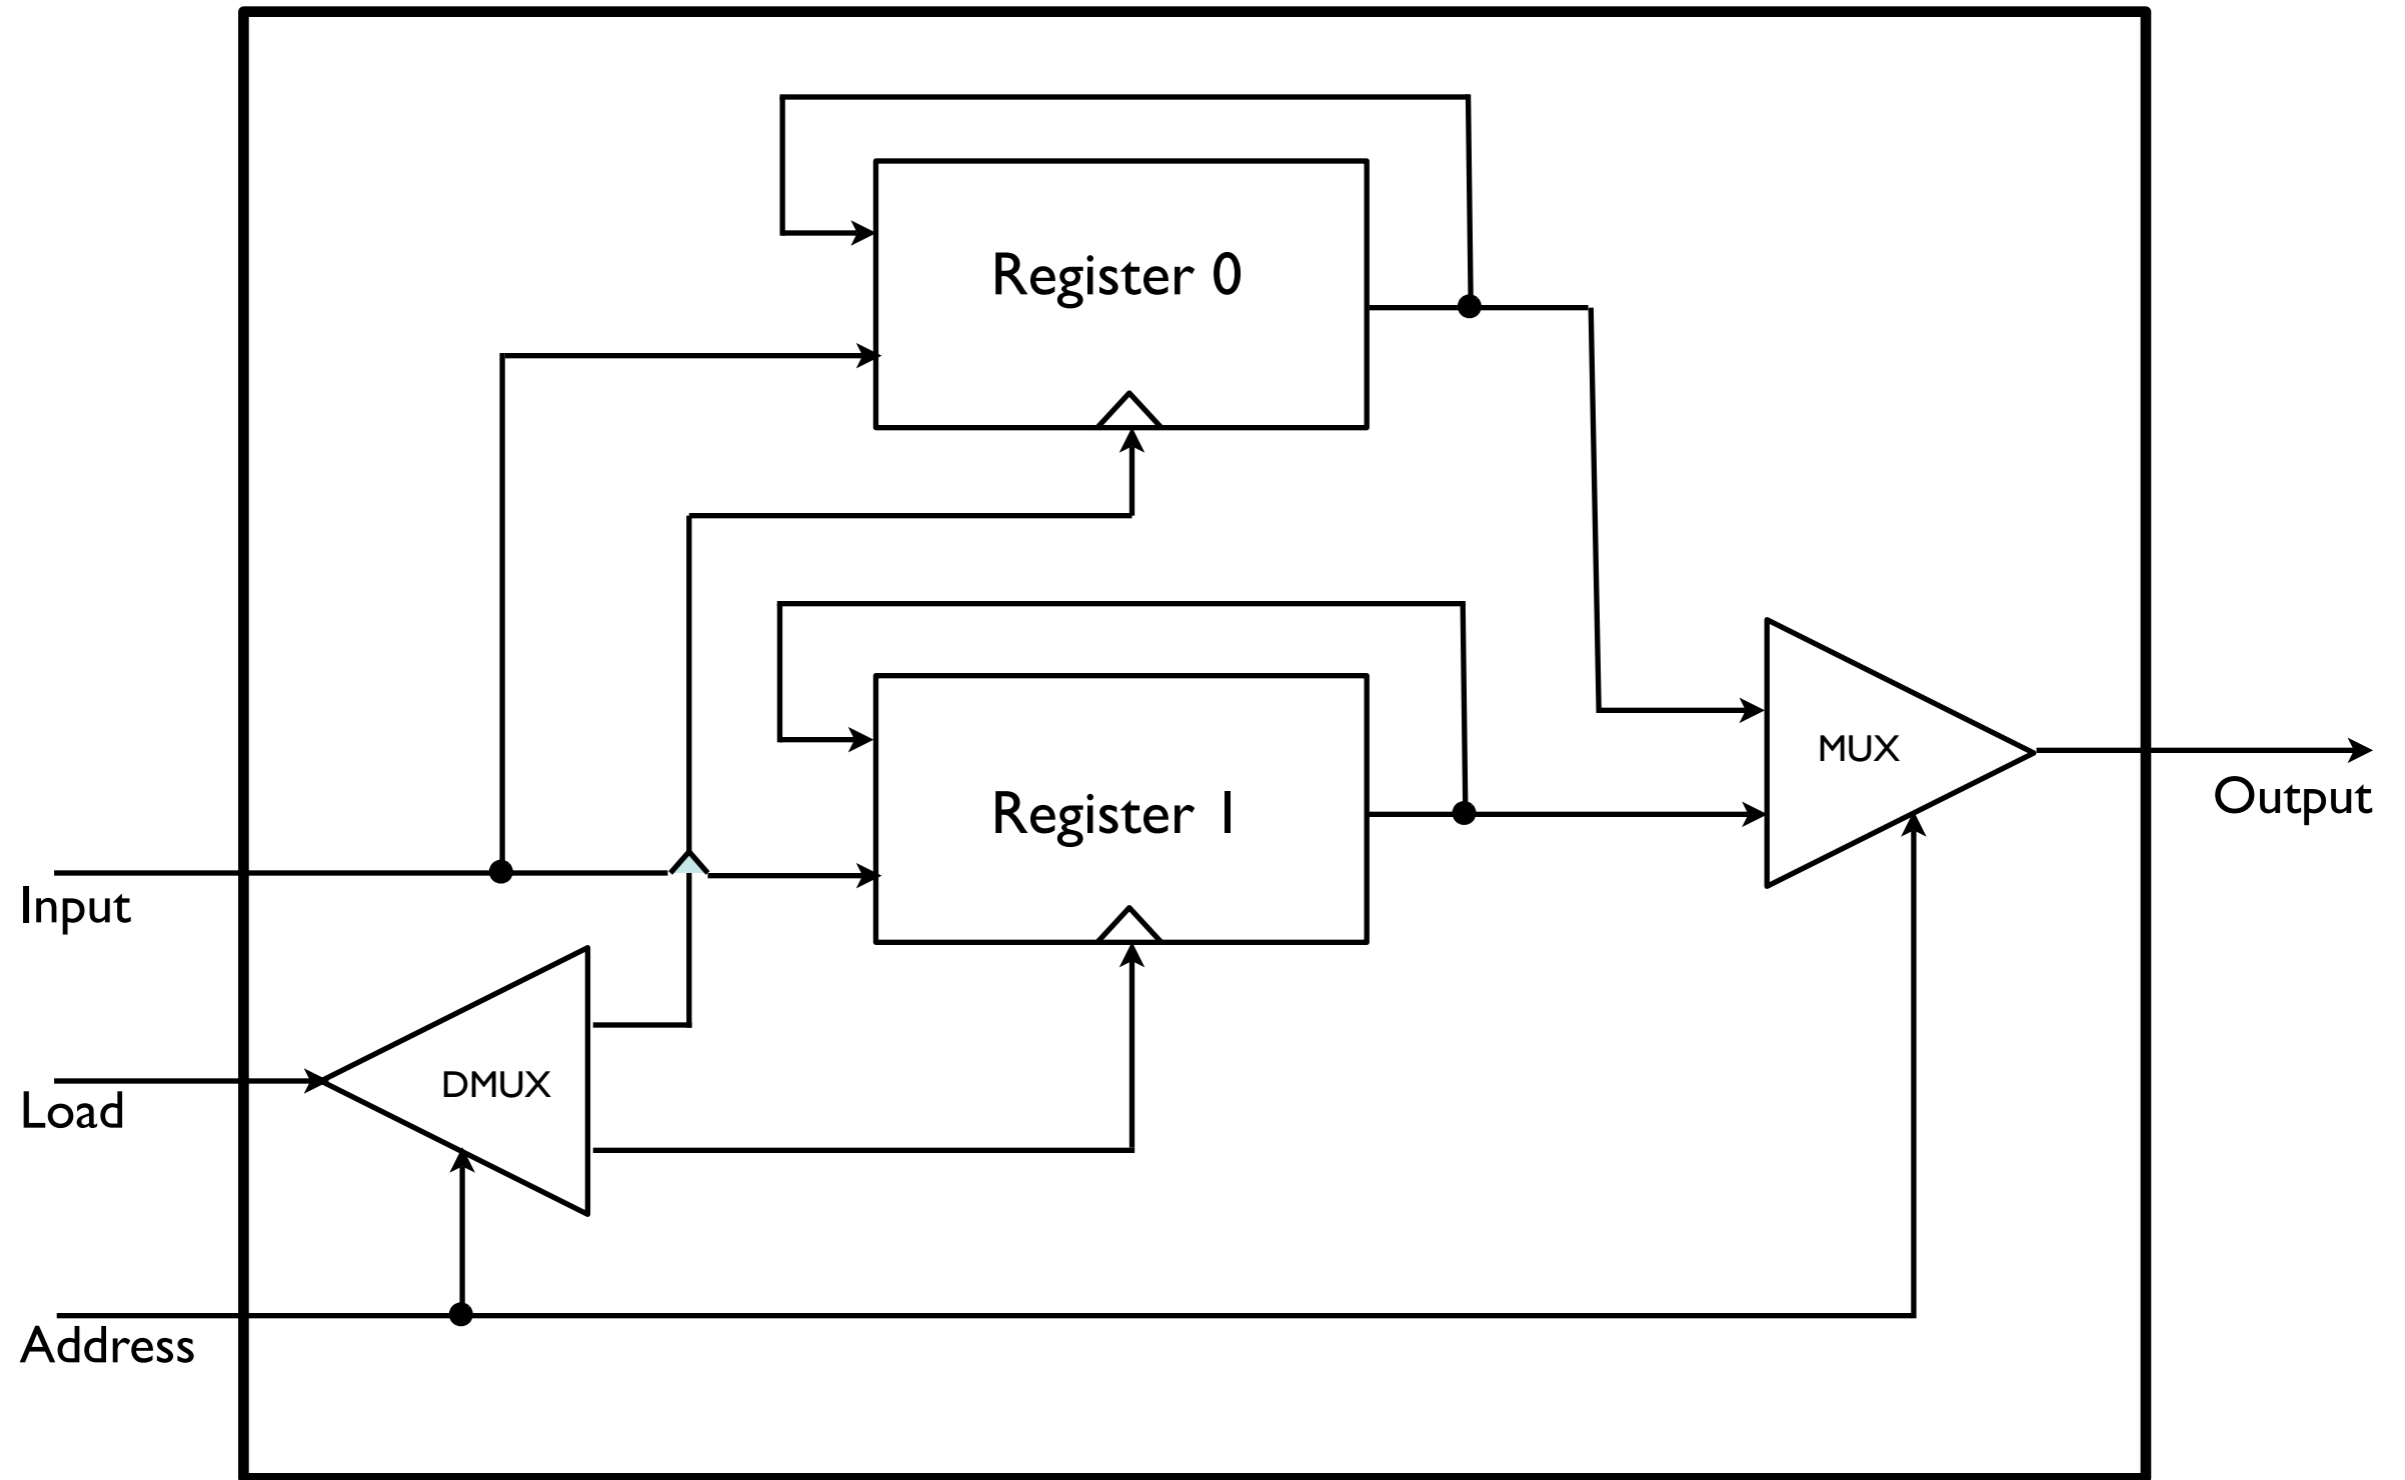 Register 0
MUX
Output
Register 1
Input
DMUX
Load
Address